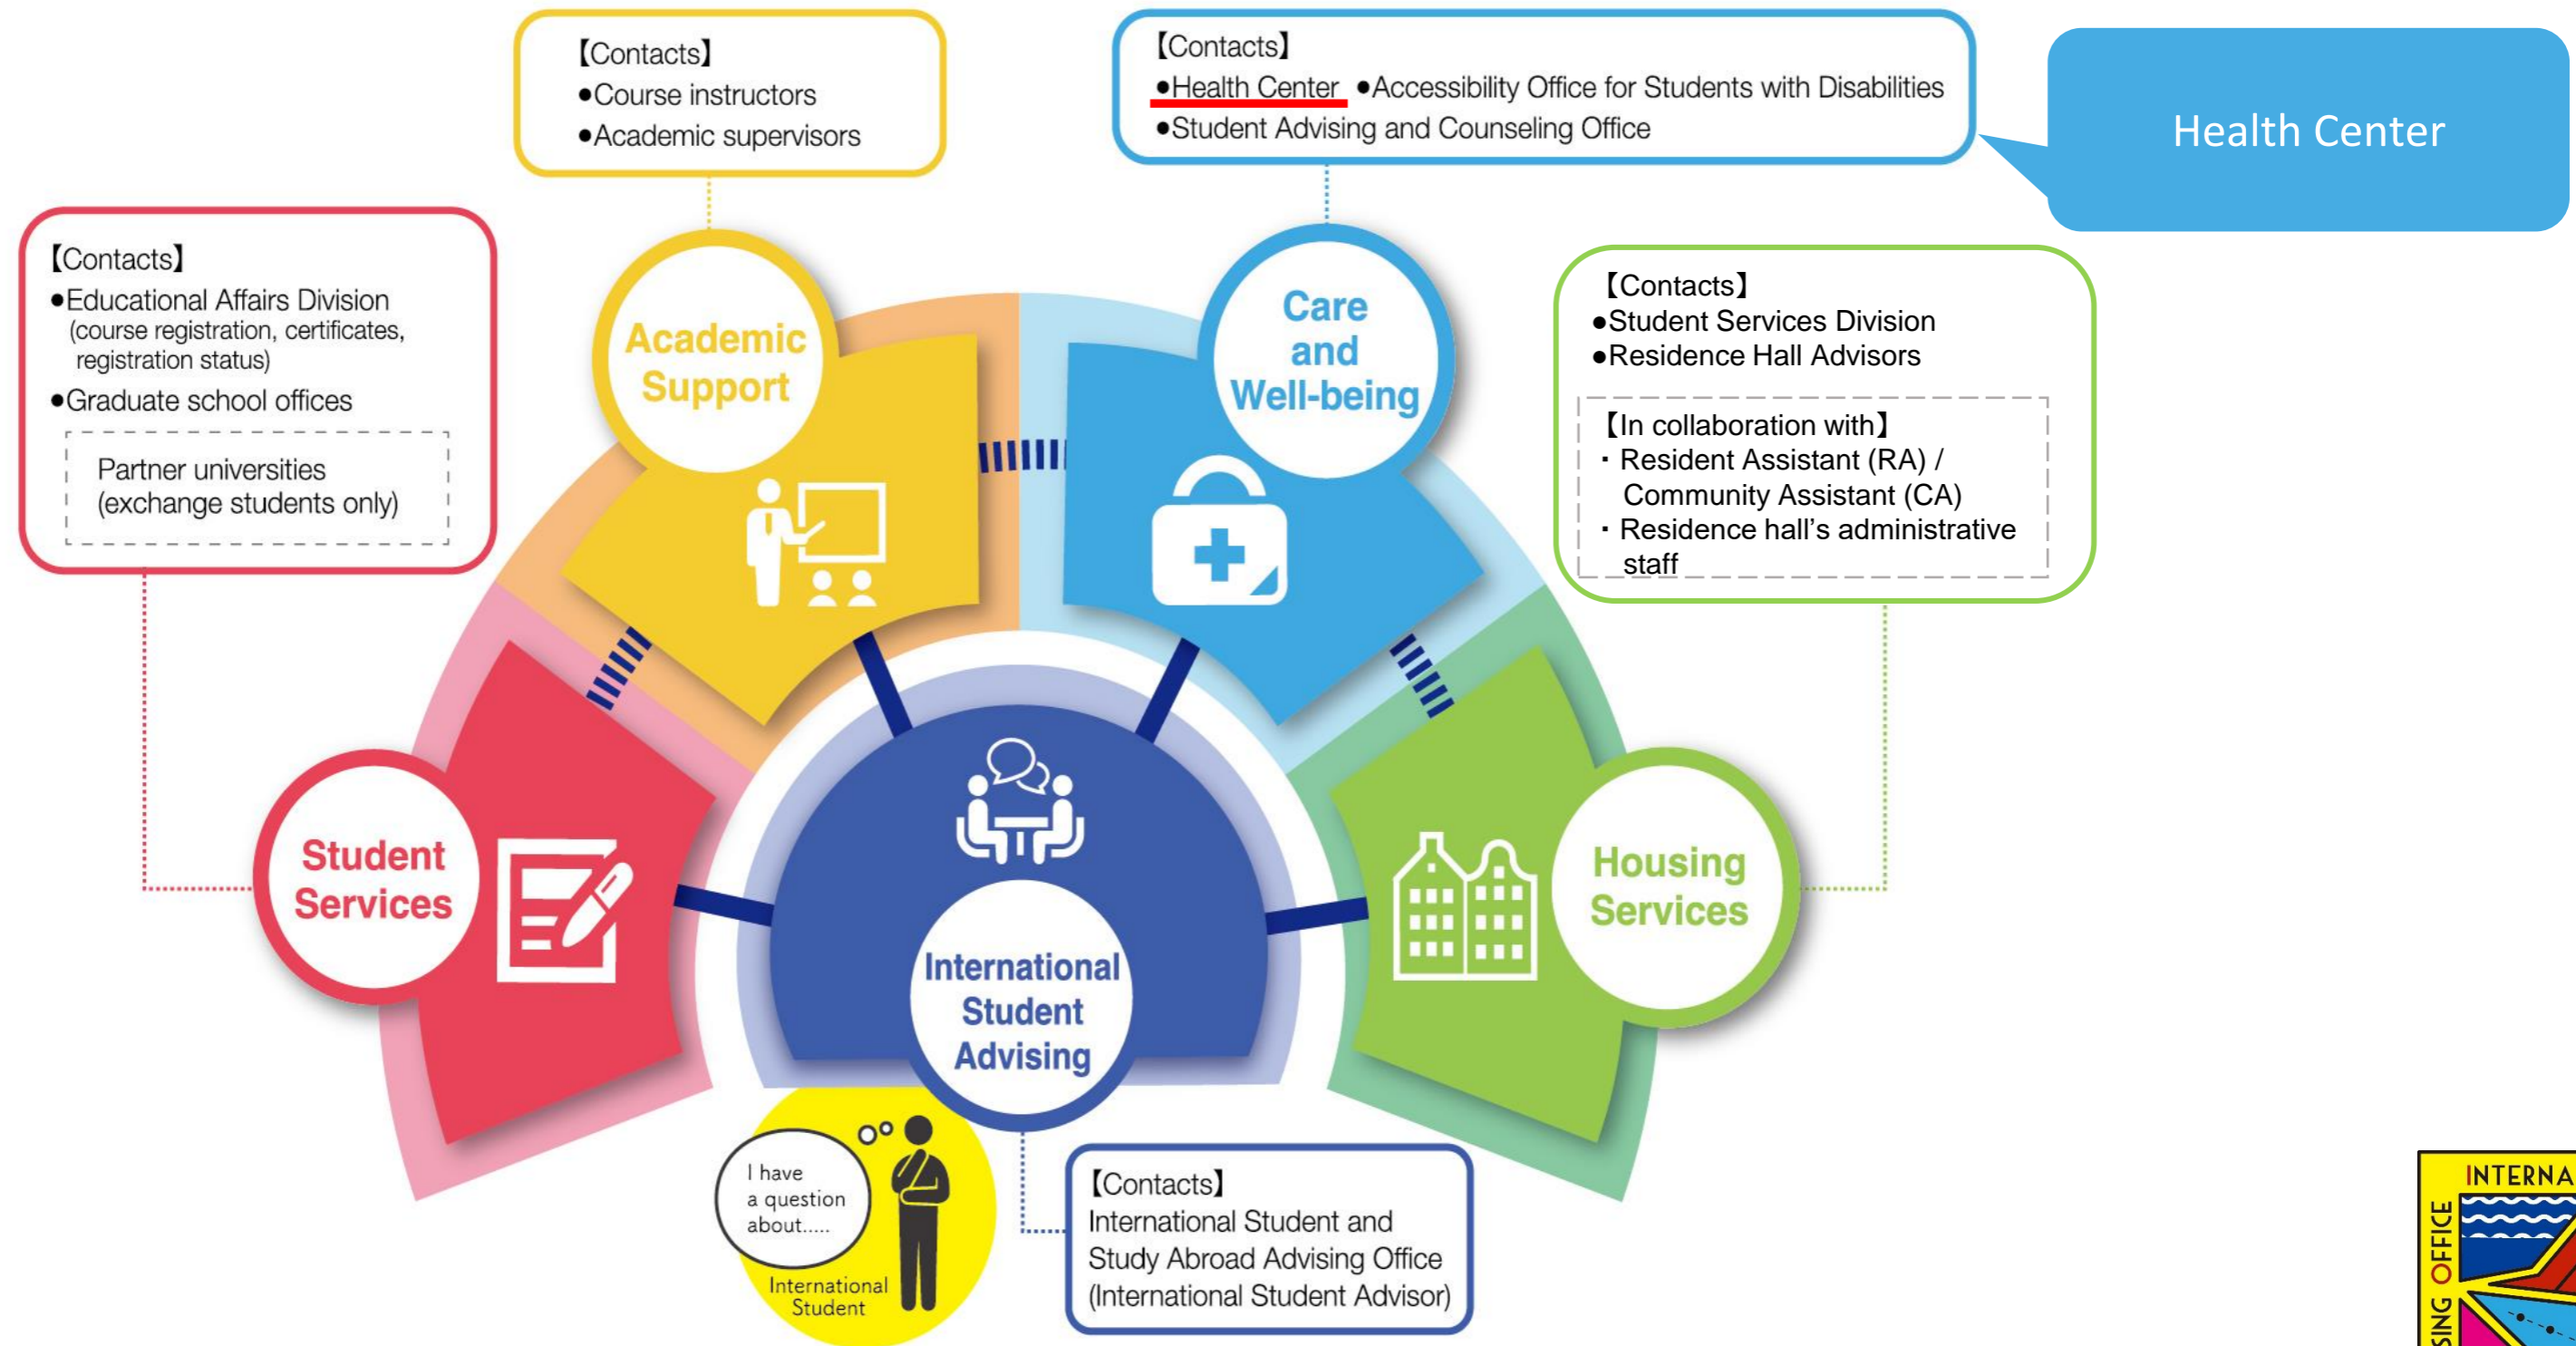 【Contacts】
●Course instructors
●Academic supervisors
【Contacts】
●Health Center ●Accessibility Office for Students with Disabilities
●Student Advising and Counseling Office
Health Center
【Contacts】
●Educational Affairs Division
(course registration, certificates,
registration status)
●Graduate school offices
Partner universities
(exchange students only)
Academic
Support
Care
and
Well-being
【Contacts】
●Student Services Division
●Residence Hall Advisors
【In collaboration with】
・Resident Assistant (RA) /
Community Assistant (CA)
・Residence hall’s administrative
staff
Student
Services
Housing
Services
International
Student
Advising
I have
a question
about.....
International
Student
【Contacts】
International Student and
Study Abroad Advising Office
(International Student Advisor)
OFFICE